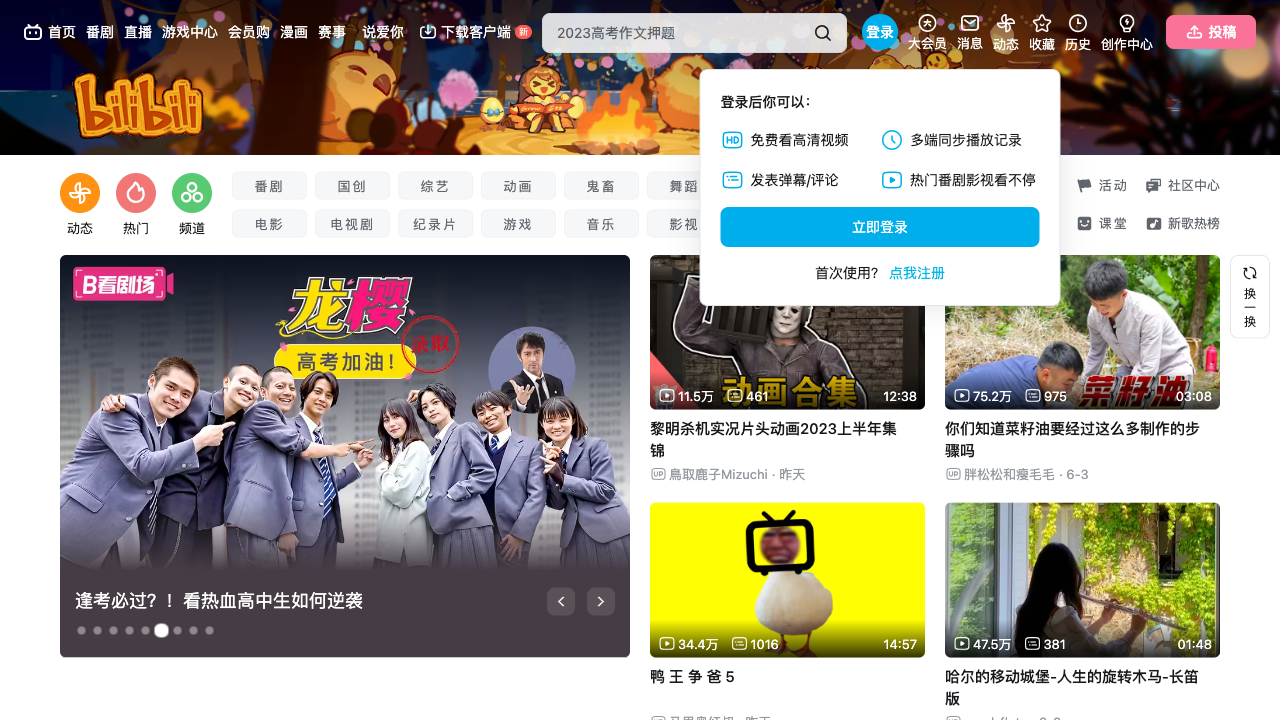 首页 番剧 直播 游戏中心 会员购 漫画 赛事 说爱你 下载客户端 新
2023高考作文押题
登录
大会员 消息 动态 收藏 历史 创作中心
投稿
bilibili
登录后你可以：
免费看高清视频 多端同步播放记录
发表弹幕/评论 热门番剧影视看不停
立即登录
首次使用？ 点我注册
动态 热门 频道
番剧 国创 综艺 动画 鬼畜 舞蹈
电影 电视剧 纪录片 游戏 音乐 影视
活动 社区中心
课堂 新歌热榜
换一换
B看剧场
龙樱
高考加油!
录取
逢考必过？！看热血高中生如何逆袭
动画合集
11.5万 461 12:38
黎明杀机实况片头动画2023上半年集
锦
UP 鳥取鹿子Mizuchi · 昨天
菜籽油
75.2万 975 03:08
你们知道菜籽油要经过这么多制作的步
骤吗
UP 胖松松和瘦毛毛 · 6-3
34.4万 1016 14:57
鸭 王 争 爸 5
47.5万 381 01:48
哈尔的移动城堡-人生的旋转木马-长笛
版